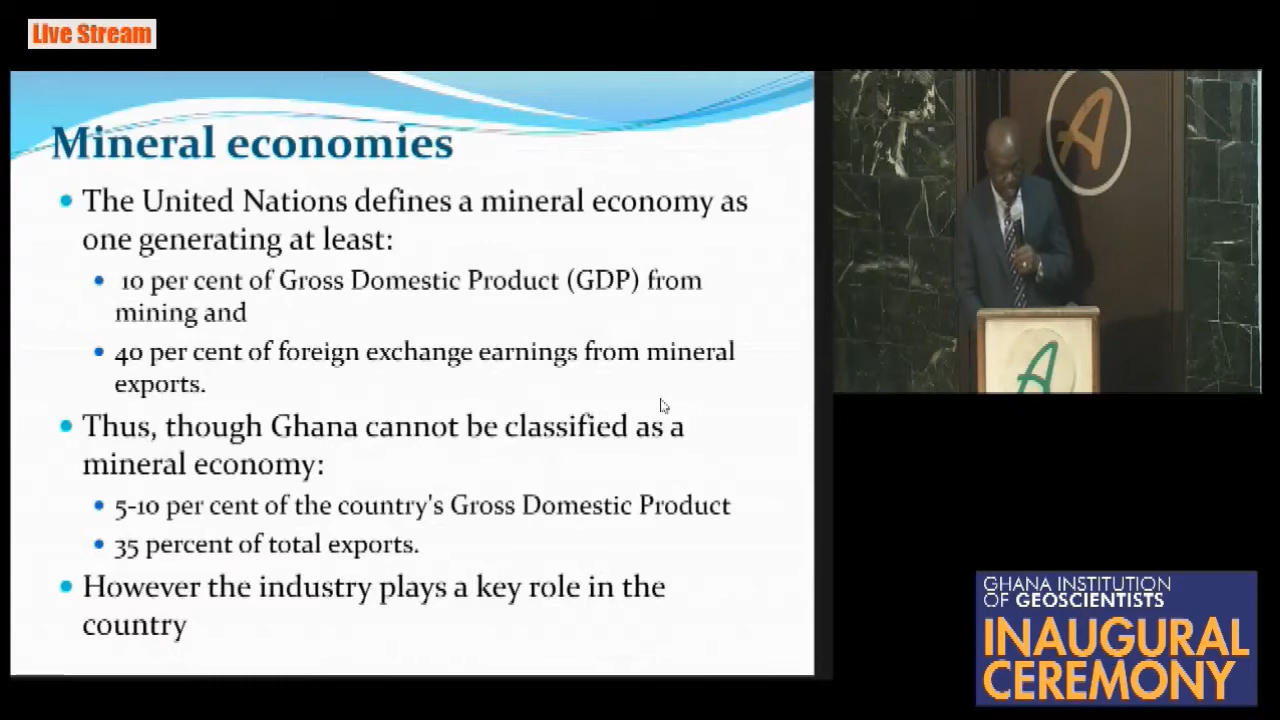 Live Stream
Mineral economies
• The United Nations defines a mineral economy as
one generating at least:
• 10 per cent of Gross Domestic Product (GDP) from
mining and
• 40 per cent of foreign exchange earnings from mineral
exports.
• Thus, though Ghana cannot be classified as a
mineral economy:
• 5-10 per cent of the country's Gross Domestic Product
• 35 percent of total exports.
• However the industry plays a key role in the
country
A
A
GHANA INSTITUTION
OF GEOSCIENTISTS
INAUGURAL
CEREMONY